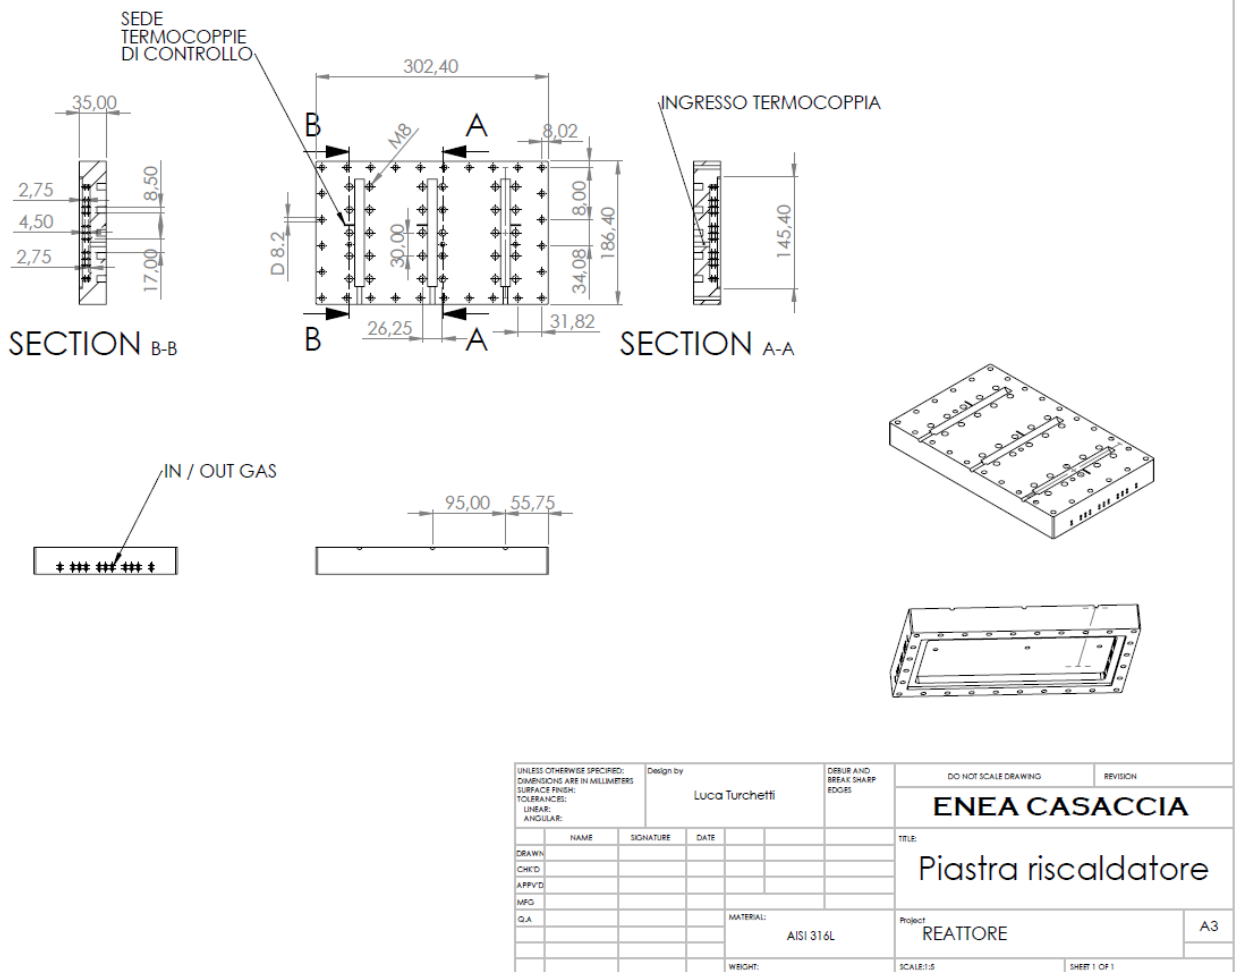 SEDE
TERMOCOPPIE
DI CONTROLLO
302,40
35,00
INGRESSO TERMOCOPPIA
B
A
M8
8,02
2,75
4,50
2,75
8,50
17,00
D 8.2
30,00
8,00
34,08
186,40
145,40
B
26,25
A
31,82
SECTION B-B
SECTION A-A
IN / OUT GAS
95,00
55,75
UNLESS OTHERWISE SPECIFIED:
DIMENSIONS ARE IN MILLIMETERS
SURFACE FINISH:
TOLERANCES:
LINEAR:
ANGULAR:
Design by
Luca Turchetti
DEBUR AND
BREAK SHARP
EDGES
DO NOT SCALE DRAWING
REVISION
ENEA CASACCIA
NAME
SIGNATURE
DATE
TITLE:
DRAWN
CHK'D
APPV'D
MFG
Q.A
Piastra riscaldatore
MATERIAL:
AISI 316L
Project
REATTORE
A3
WEIGHT:
SCALE:1:5
SHEET 1 OF 1